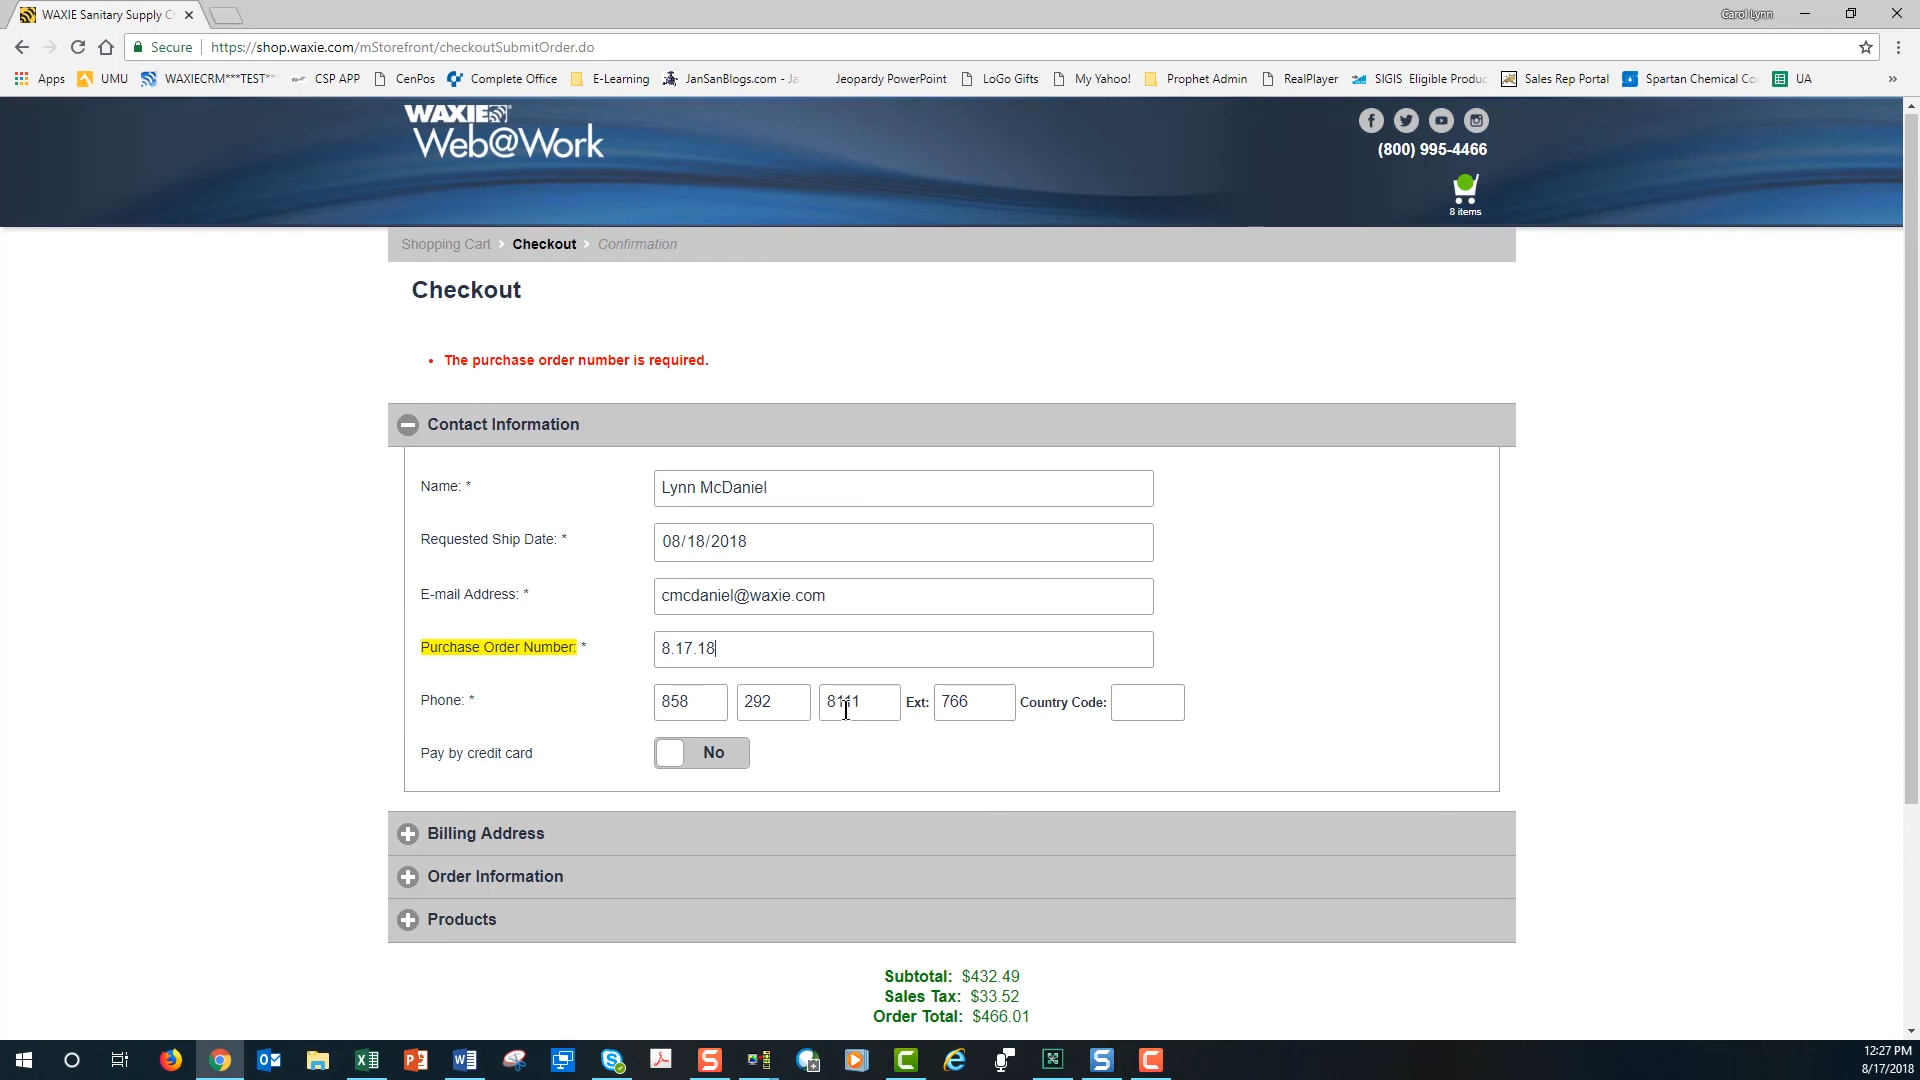 WAXIE Sanitary Supply C
Carol Lynn
Secure
https://shop.waxie.com/mStorefront/checkoutSubmitOrder.do
Apps
UMU
WAXIECRM***TEST**
CSP APP
CenPos
Complete Office
E-Learning
JanSanBlogs.com - Ja
Jeopardy PowerPoint
LoGo Gifts
My Yahoo!
Prophet Admin
RealPlayer
SIGIS Eligible Produc
Sales Rep Portal
Spartan Chemical Co
UA
WAXIE
Web@Work
(800) 995-4466
8 items
Shopping Cart
Checkout
Confirmation
Checkout
• The purchase order number is required.
Contact Information
Name: *
Lynn McDaniel
Requested Ship Date: *
08/18/2018
E-mail Address: *
cmcdaniel@waxie.com
Purchase Order Number: *
8.17.18
Phone: *
858
292
8111
Ext:
766
Country Code:
Pay by credit card
No
Billing Address
Order Information
Products
Subtotal: $432.49
Sales Tax: $33.52
Order Total: $466.01
12:27 PM
8/17/2018